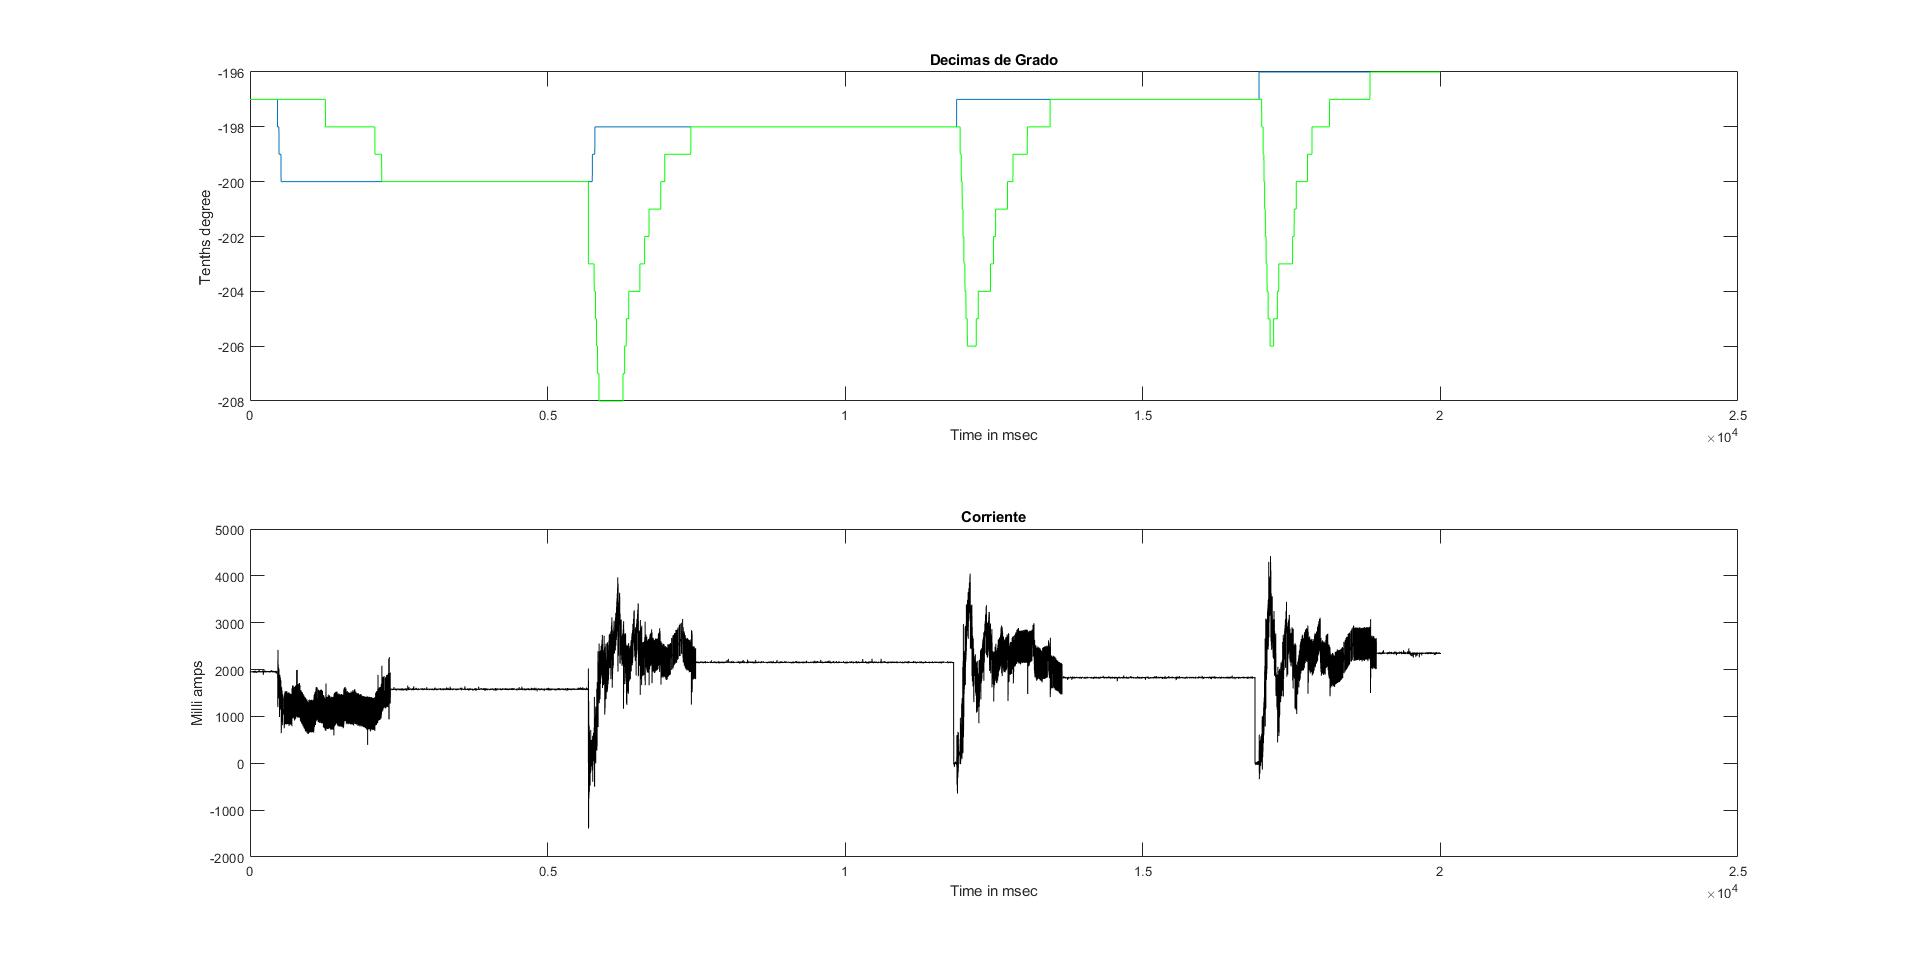 Decimas de Grado
-196
-198
-200
-202
-204
-206
-208
Tenths degree
0 0.5 1 1.5 2 2.5
Time in msec
×10^4
Corriente
5000
4000
3000
2000
1000
0
-1000
-2000
Milli amps
0 0.5 1 1.5 2 2.5
Time in msec
×10^4